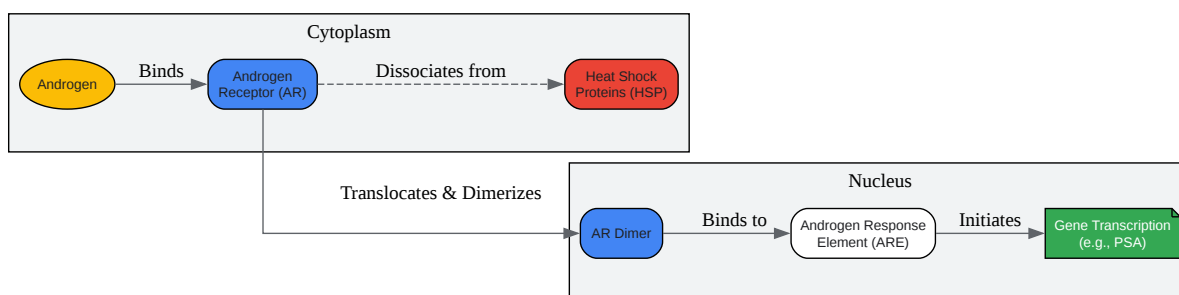 Cytoplasm
Androgen
Binds
Androgen
Receptor (AR)
Dissociates from
Heat Shock
Proteins (HSP)
Translocates & Dimerizes
Nucleus
AR Dimer
Binds to
Androgen Response
Element (ARE)
Initiates
Gene Transcription
(e.g., PSA)